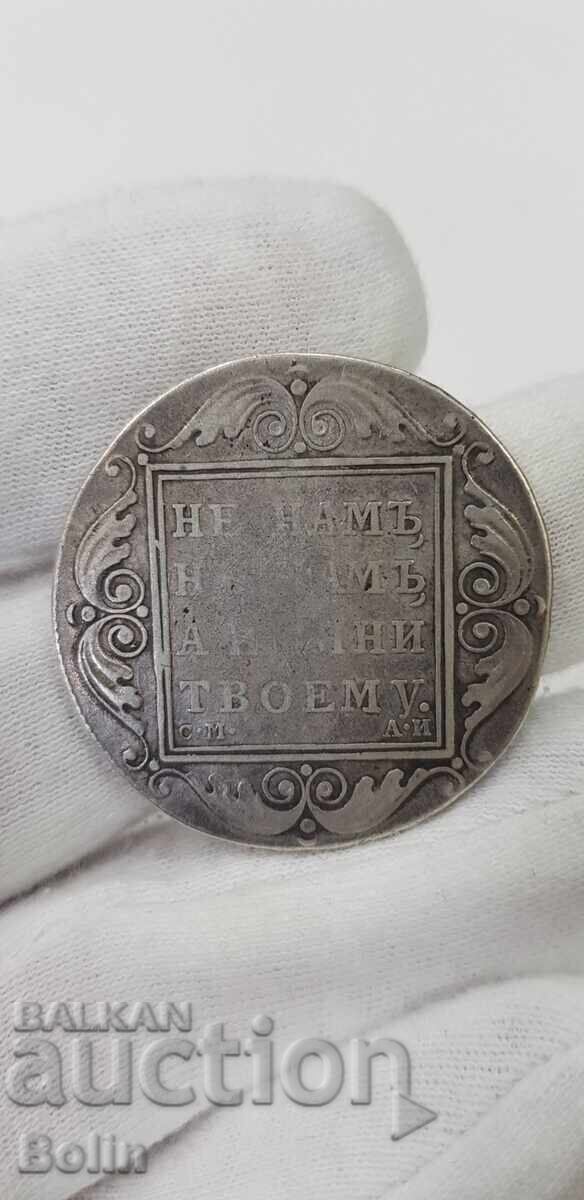 НЕ НАМЪ
НЕ НАМЪ
А ИМЯНИ
ТВОЕМУ.
С·М· А·И
BALKAN
auction
Bolin